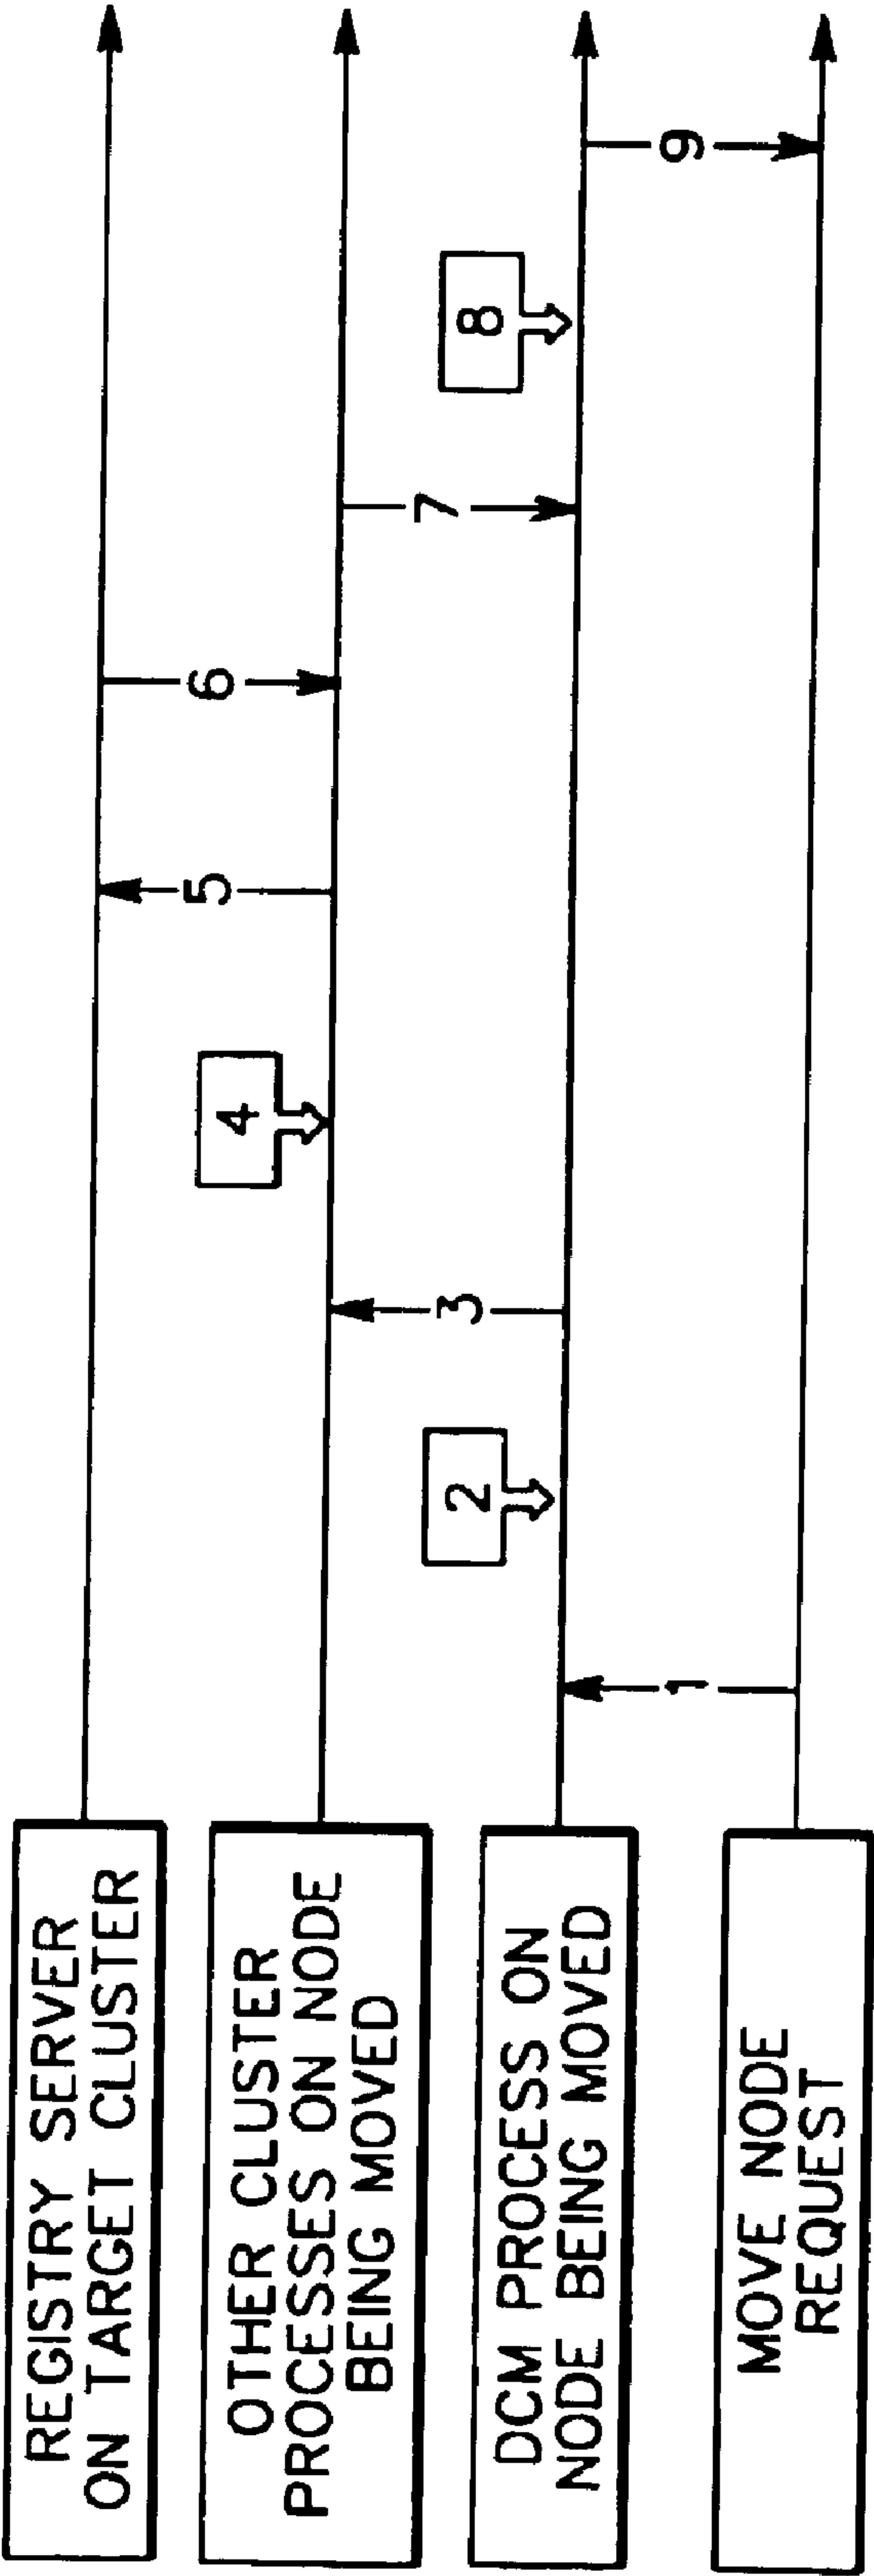 REGISTRY SERVER
ON TARGET CLUSTER
OTHER CLUSTER
PROCESSES ON NODE
BEING MOVED
DCM PROCESS ON
NODE BEING MOVED
MOVE NODE
REQUEST
1
2
3
4
5
6
7
8
9